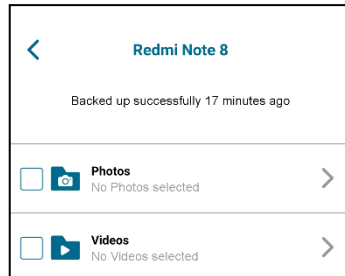 Redmi Note 8
Backed up successfully 17 minutes ago
Photos
No Photos selected
Videos
No Videos selected